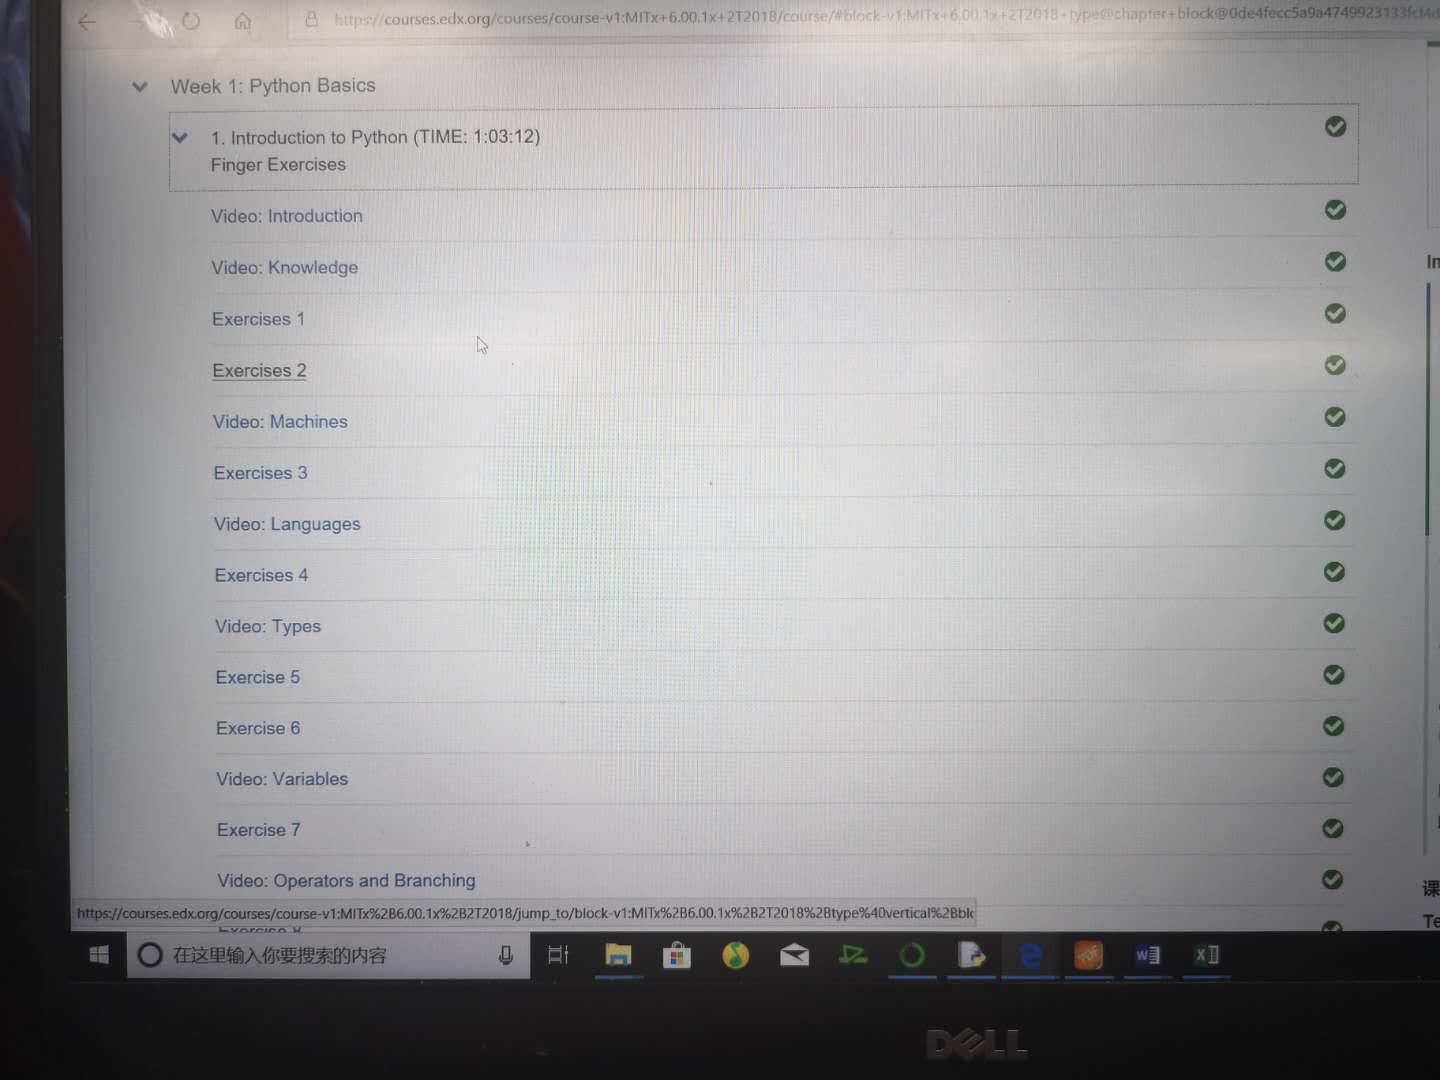 https://courses.edx.org/courses/course-v1:MITx+6.00.1x+2T2018/course/#block-v1:MITx+6.00.1x+2T2018+type@chapter+block@0de4fecc5a9a4749923133fcf4d
Week 1: Python Basics
1. Introduction to Python (TIME: 1:03:12)
Finger Exercises
Video: Introduction
Video: Knowledge
In
Exercises 1
Exercises 2
Video: Machines
Exercises 3
Video: Languages
Exercises 4
Video: Types
Exercise 5
Exercise 6
Video: Variables
Exercise 7
Video: Operators and Branching
课
https://courses.edx.org/courses/course-v1:MITx%2B6.00.1x%2B2T2018/jump_to/block-v1:MITx%2B6.00.1x%2B2T2018%2Btype%40vertical%2Bbk
Te
Exercise 8
在这里输入你要搜索的内容
DELL